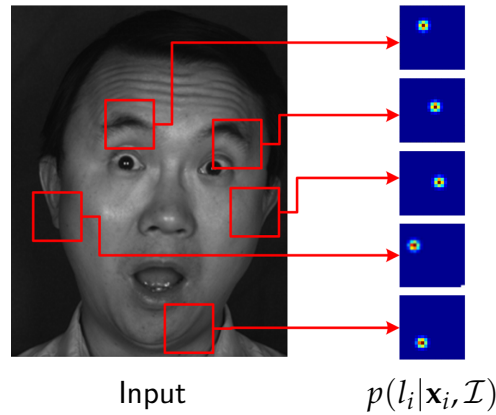 Input
p(l_i|𝐱_i, ℐ)